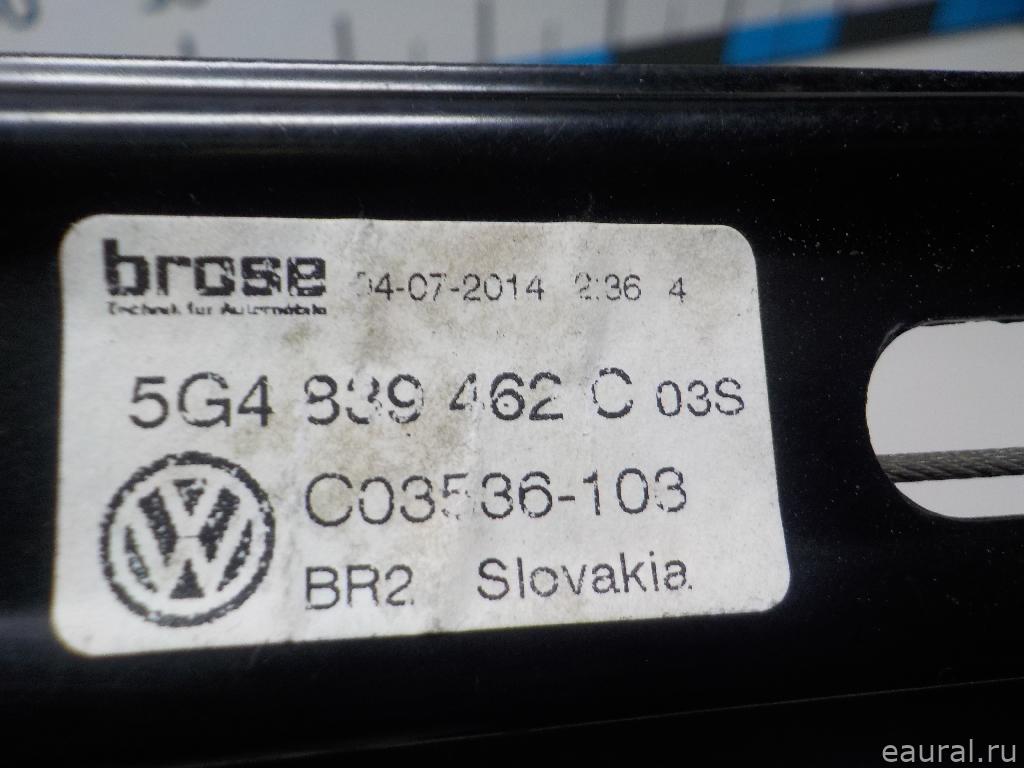 brose 04-07-2014 2:36 4
Technik für Automobile
5G4 839 462 C 03S
C03536-103
BR2 Slovakia
eaural.ru